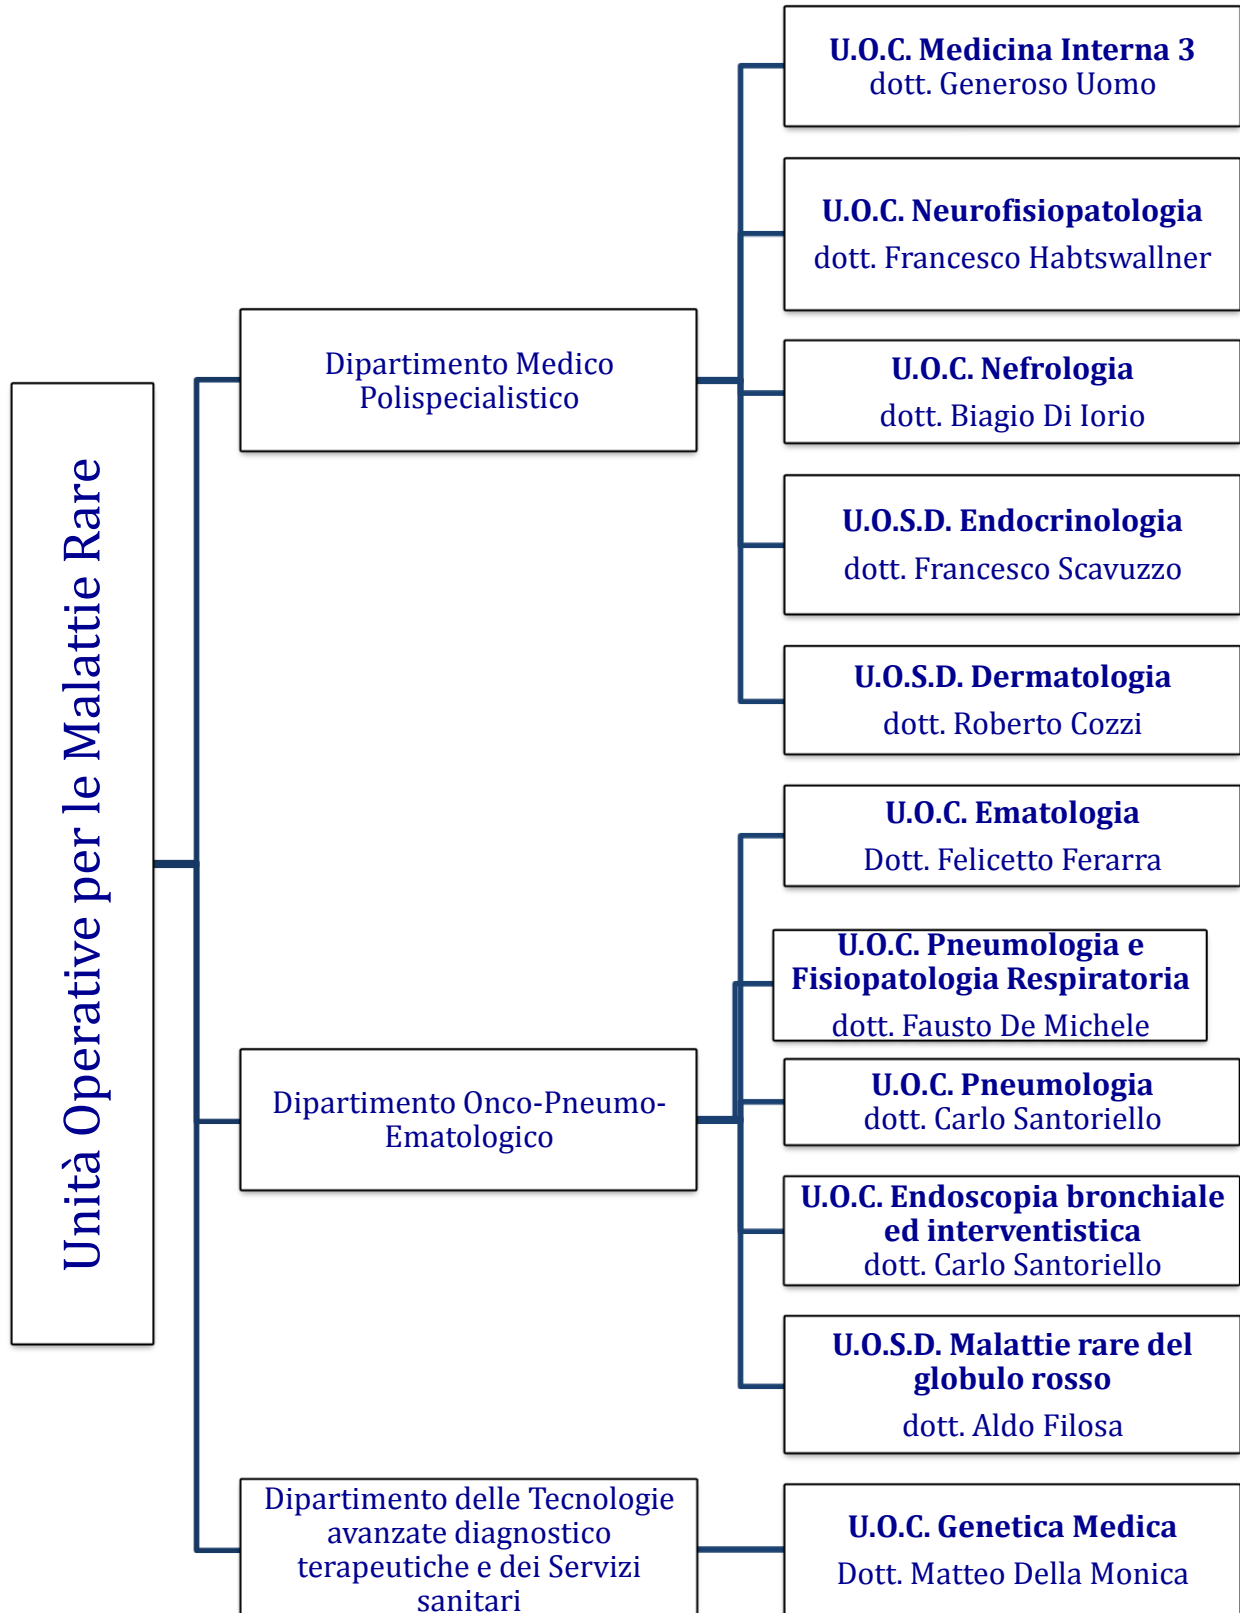 Unità Operative per le Malattie Rare
Dipartimento Medico
Polispecialistico
U.O.C. Medicina Interna 3
dott. Generoso Uomo
U.O.C. Neurofisiopatologia
dott. Francesco Habtswallner
U.O.C. Nefrologia
dott. Biagio Di Iorio
U.O.S.D. Endocrinologia
dott. Francesco Scavuzzo
U.O.S.D. Dermatologia
dott. Roberto Cozzi
Dipartimento Onco-Pneumo-
Ematologico
U.O.C. Ematologia
Dott. Felicetto Ferarra
U.O.C. Pneumologia e
Fisiopatologia Respiratoria
dott. Fausto De Michele
U.O.C. Pneumologia
dott. Carlo Santoriello
U.O.C. Endoscopia bronchiale
ed interventistica
dott. Carlo Santoriello
U.O.S.D. Malattie rare del
globulo rosso
dott. Aldo Filosa
Dipartimento delle Tecnologie
avanzate diagnostico
terapeutiche e dei Servizi
sanitari
U.O.C. Genetica Medica
Dott. Matteo Della Monica